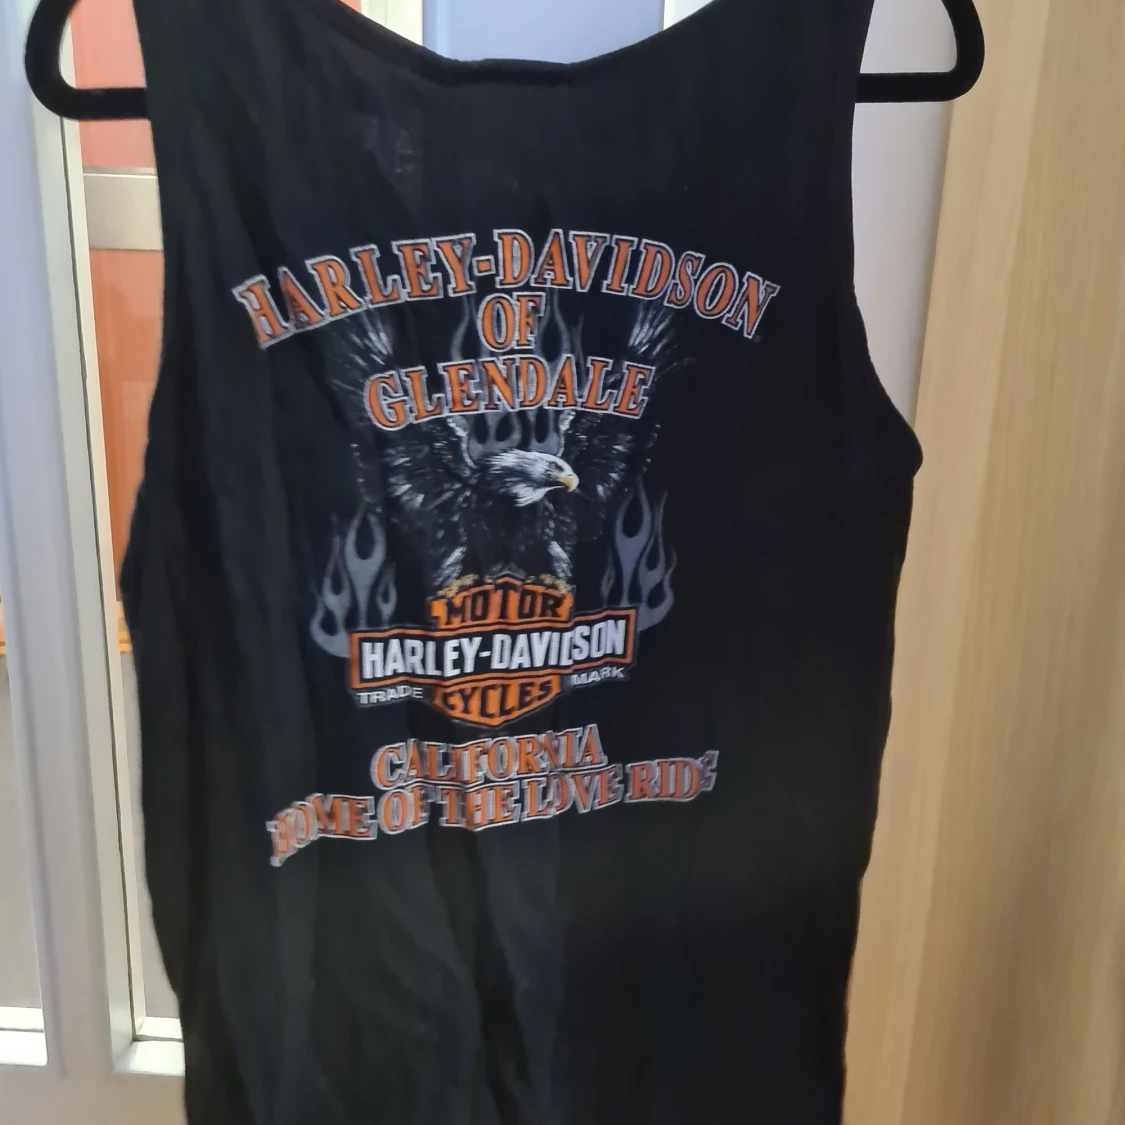 HARLEY-DAVIDSON
OF
GLENDALE
MOTOR
HARLEY-DAVIDSON
TRADE MARK
CYCLES
CALIFORNIA
HOME OF THE LOVE RIDE